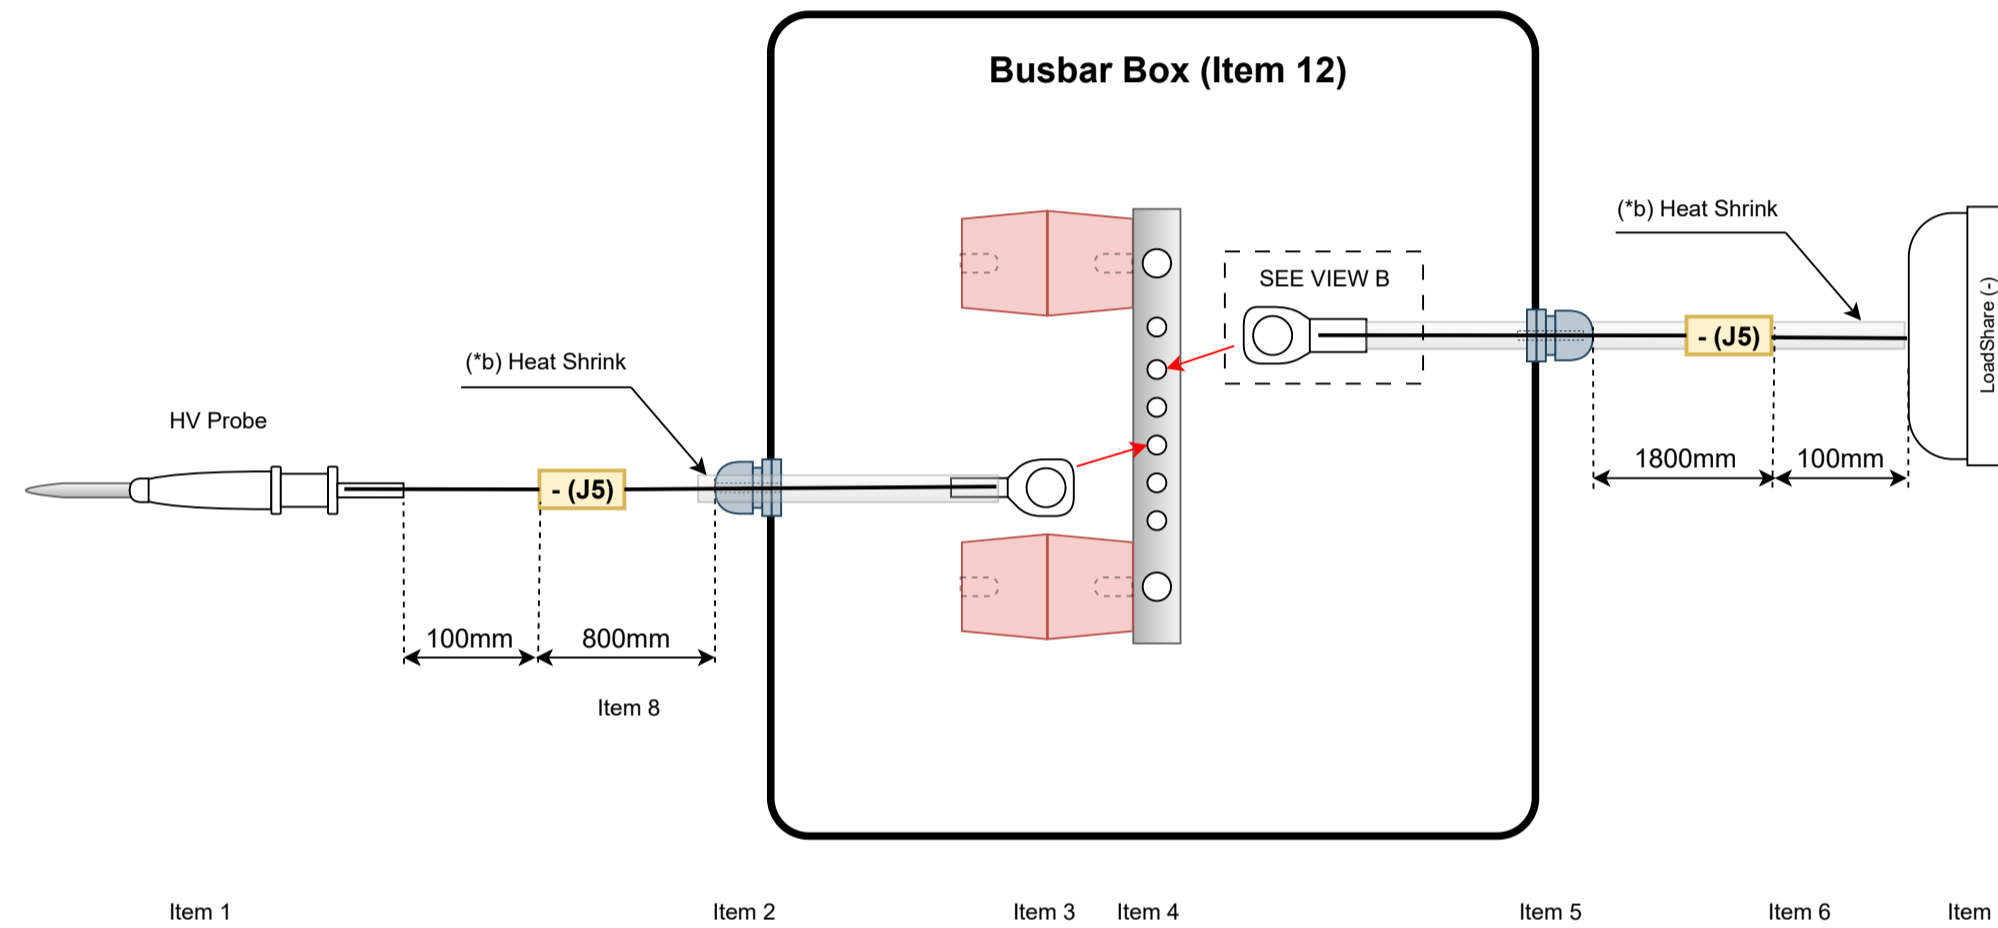 Busbar Box (Item 12)
(*b) Heat Shrink
SEE VIEW B
LoadShare (-)
- (J5)
(*b) Heat Shrink
HV Probe
1800mm
100mm
- (J5)
100mm
800mm
Item 8
Item 1
Item 2
Item 3
Item 4
Item 5
Item 6
Item